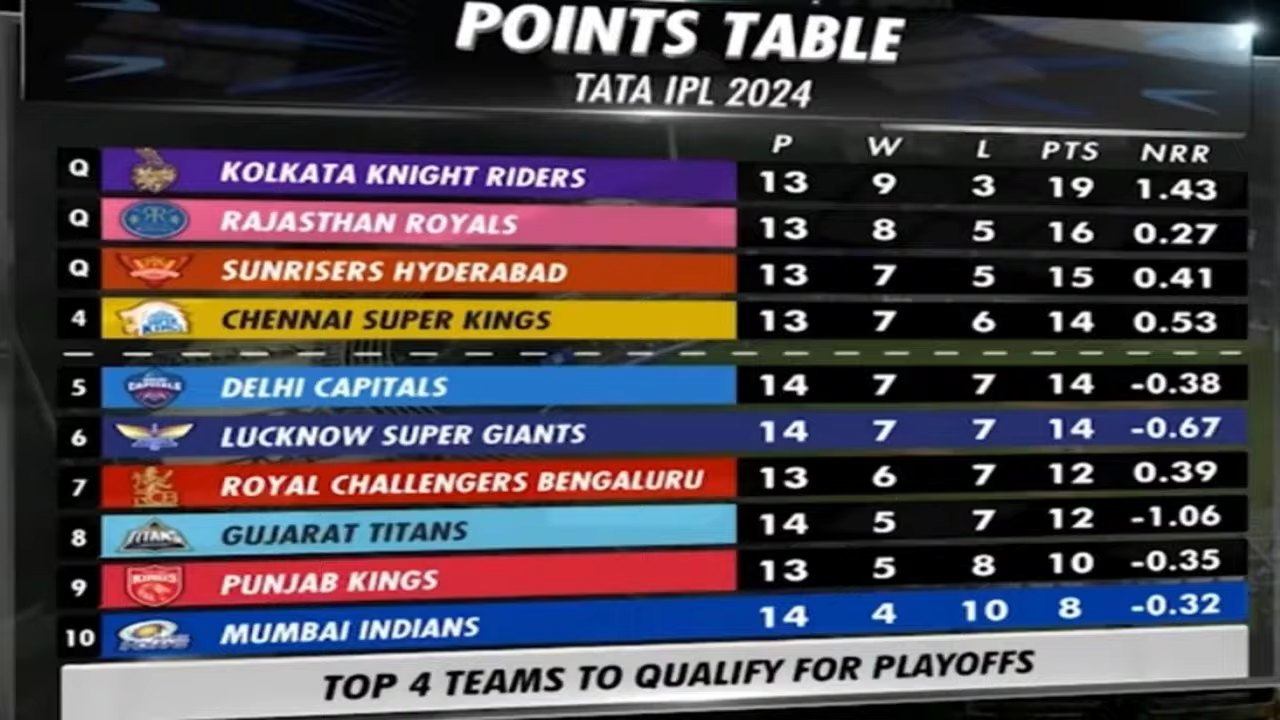 POINTS TABLE
TATA IPL 2024
P W L PTS NRR
Q KOLKATA KNIGHT RIDERS 13 9 3 19 1.43
Q RR RAJASTHAN ROYALS 13 8 5 16 0.27
Q SUNRISERS HYDERABAD 13 7 5 15 0.41
4 CHENNAI SUPER KINGS 13 7 6 14 0.53
5 CAPITALS DELHI CAPITALS 14 7 7 14 -0.38
6 LUCKNOW SUPER GIANTS 14 7 7 14 -0.67
7 RCB ROYAL CHALLENGERS BENGALURU 13 6 7 12 0.39
8 TITANS GUJARAT TITANS 14 5 7 12 -1.06
9 KINGS PUNJAB KINGS 13 5 8 10 -0.35
10 MUMBAI INDIANS 14 4 10 8 -0.32
TOP 4 TEAMS TO QUALIFY FOR PLAYOFFS